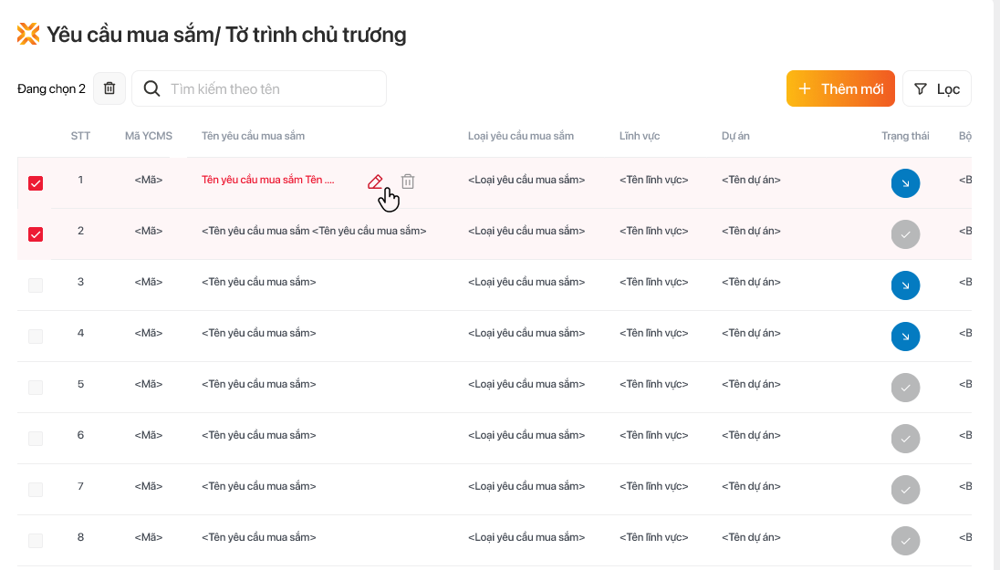 Yêu cầu mua sắm/ Tờ trình chủ trương
Đang chọn 2 Tìm kiếm theo tên Thêm mới Lọc
STT Mã YCMS Tên yêu cầu mua sắm Loại yêu cầu mua sắm Lĩnh vực Dự án Trạng thái Bộ
1 <Mã> Tên yêu cầu mua sắm Tên .... <Loại yêu cầu mua sắm> <Tên lĩnh vực> <Tên dự án> <B
2 <Mã> <Tên yêu cầu mua sắm <Tên yêu cầu mua sắm> <Loại yêu cầu mua sắm> <Tên lĩnh vực> <Tên dự án> <B
3 <Mã> <Tên yêu cầu mua sắm> <Loại yêu cầu mua sắm> <Tên lĩnh vực> <Tên dự án> <B
4 <Mã> <Tên yêu cầu mua sắm> <Loại yêu cầu mua sắm> <Tên lĩnh vực> <Tên dự án> <B
5 <Mã> <Tên yêu cầu mua sắm> <Loại yêu cầu mua sắm> <Tên lĩnh vực> <Tên dự án> <B
6 <Mã> <Tên yêu cầu mua sắm> <Loại yêu cầu mua sắm> <Tên lĩnh vực> <Tên dự án> <B
7 <Mã> <Tên yêu cầu mua sắm> <Loại yêu cầu mua sắm> <Tên lĩnh vực> <Tên dự án> <B
8 <Mã> <Tên yêu cầu mua sắm> <Loại yêu cầu mua sắm> <Tên lĩnh vực> <Tên dự án> <B